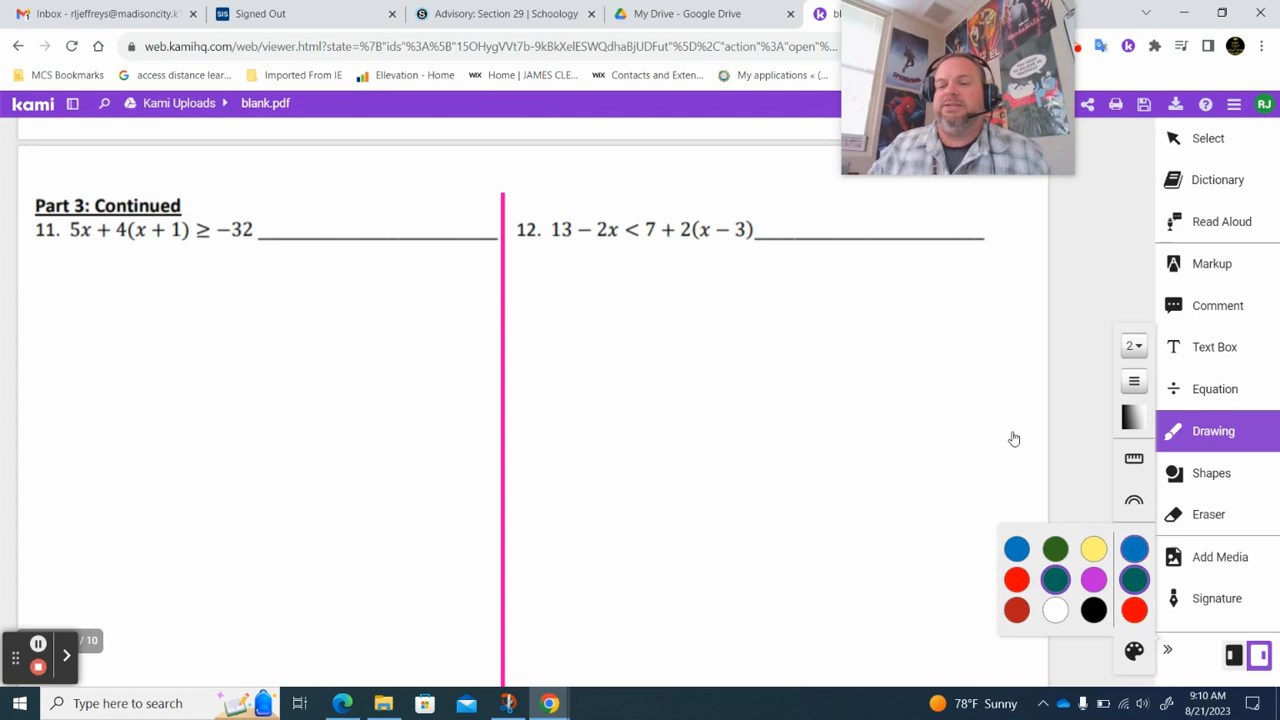 Inbox - rljeffreys@madisoncity.k
Signed Out
Advisory: Section 29 | Schoology
My Drive - Google Drive
web.kamihq.com/web/viewer.html?state=%7B"ids"%3A%5B"15OFygVVt7b-9kBkXelESWQdhaBjUDFut"%5D%2C"action"%3A"open"%...
MCS Bookmarks
access distance lear...
Imported From IE
Ellevation - Home
WIX Home | JAMES CLE...
WIX Contacts and Exten...
My applications « (...
kami
Kami Uploads
blank.pdf
RJ
Part 3: Continued
11. 5x + 4(x + 1) ≥ −32
12. 13 − 2x < 7 + 2(x − 3)
Select
Dictionary
Read Aloud
Markup
Comment
Text Box
Equation
Drawing
Shapes
Eraser
Add Media
Signature
2
/ 10
Type here to search
78°F Sunny
9:10 AM
8/21/2023